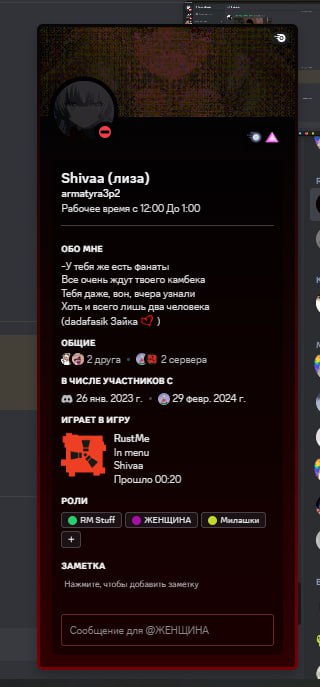 Shivaa (лиза)
armatyra3p2
Рабочее время с 12:00 До 1:00
ОБО МНЕ
-У тебя же есть фанаты
Все очень ждут твоего камбека
Тебя даже, вон, вчера узнали
Хоть и всего лишь два человека
(dadafasik Зайка )
ОБЩИЕ
2 друга • 2 сервера
В ЧИСЛЕ УЧАСТНИКОВ С
26 янв. 2023 г. • 29 февр. 2024 г.
ИГРАЕТ В ИГРУ
RustMe
In menu
Shivaa
Прошло 00:20
РОЛИ
RM Stuff ЖЕНЩИНА Милашки
+
ЗАМЕТКА
Нажмите, чтобы добавить заметку
Сообщение для @ЖЕНЩИНА